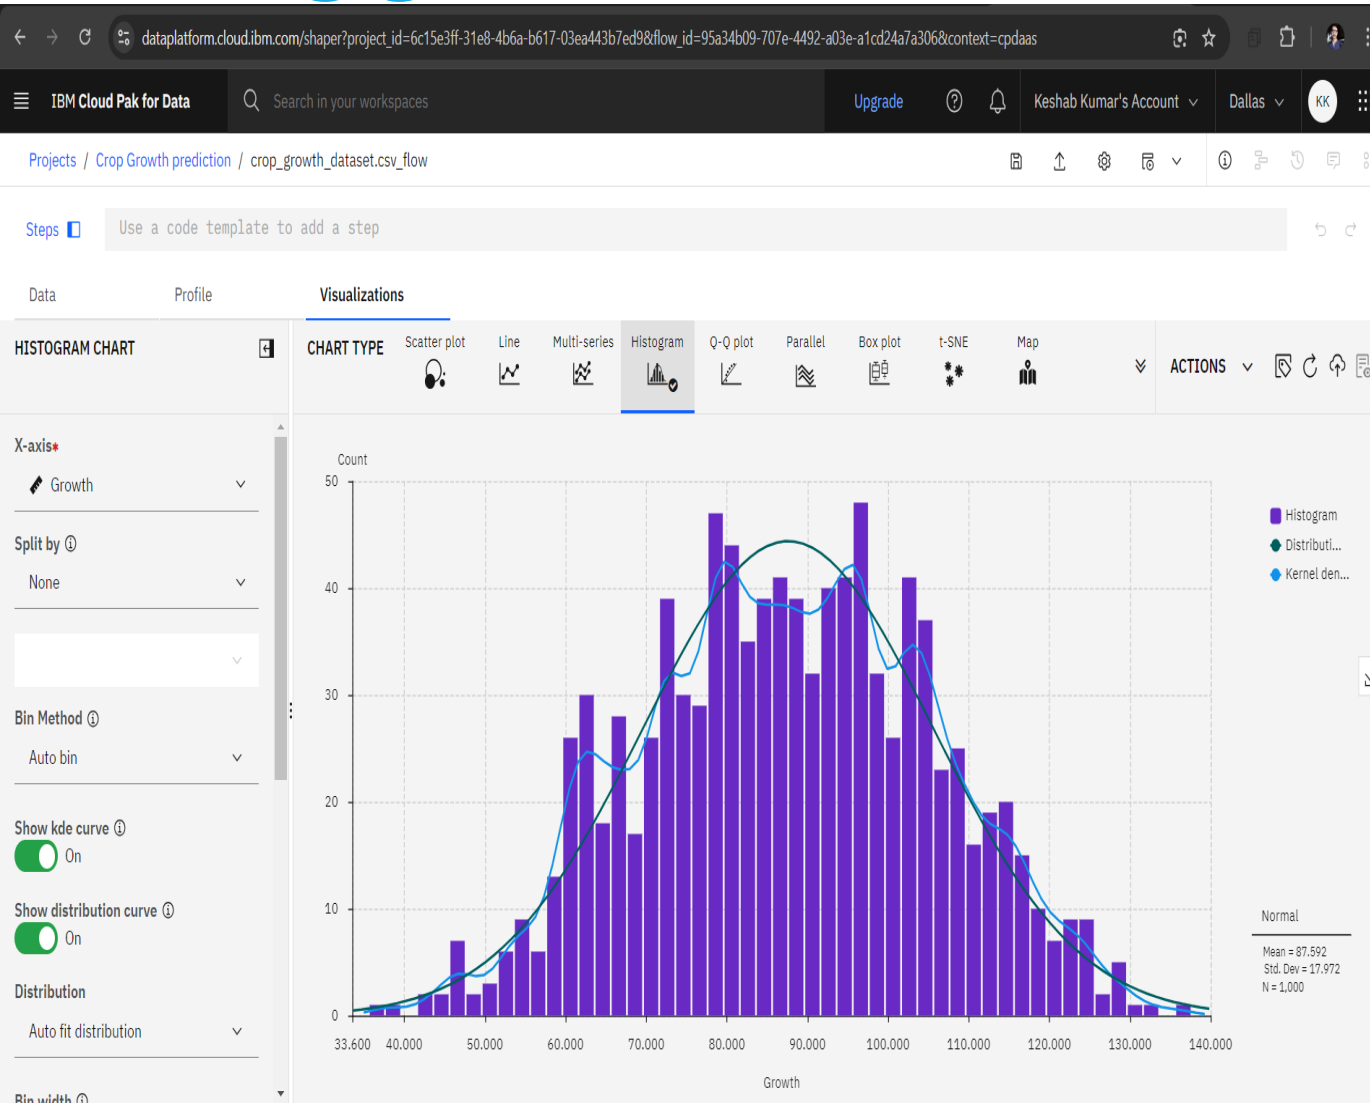 dataplatform.cloud.ibm.com/shaper?project_id=6c15e3ff-31e8-4b6a-b617-03ea443b7ed9&flow_id=95a34b09-707e-4492-a03e-a1cd24a7a306&context=cpdaas
IBM Cloud Pak for Data
Search in your workspaces
Upgrade
Keshab Kumar's Account
Dallas
KK
Projects / Crop Growth prediction / crop_growth_dataset.csv_flow
Steps
Use a code template to add a step
Data
Profile
Visualizations
HISTOGRAM CHART
CHART TYPE
Scatter plot
Line
Multi-series
Histogram
Q-Q plot
Parallel
Box plot
t-SNE
Map
ACTIONS
X-axis*
Growth
Split by
None
Bin Method
Auto bin
Show kde curve
On
Show distribution curve
On
Distribution
Auto fit distribution
Bin width
Count
50
40
30
20
10
0
33.600 40.000 50.000 60.000 70.000 80.000 90.000 100.000 110.000 120.000 130.000 140.000
Growth
Histogram
Distributi...
Kernel den...
Normal
Mean = 87.592
Std. Dev = 17.972
N = 1,000